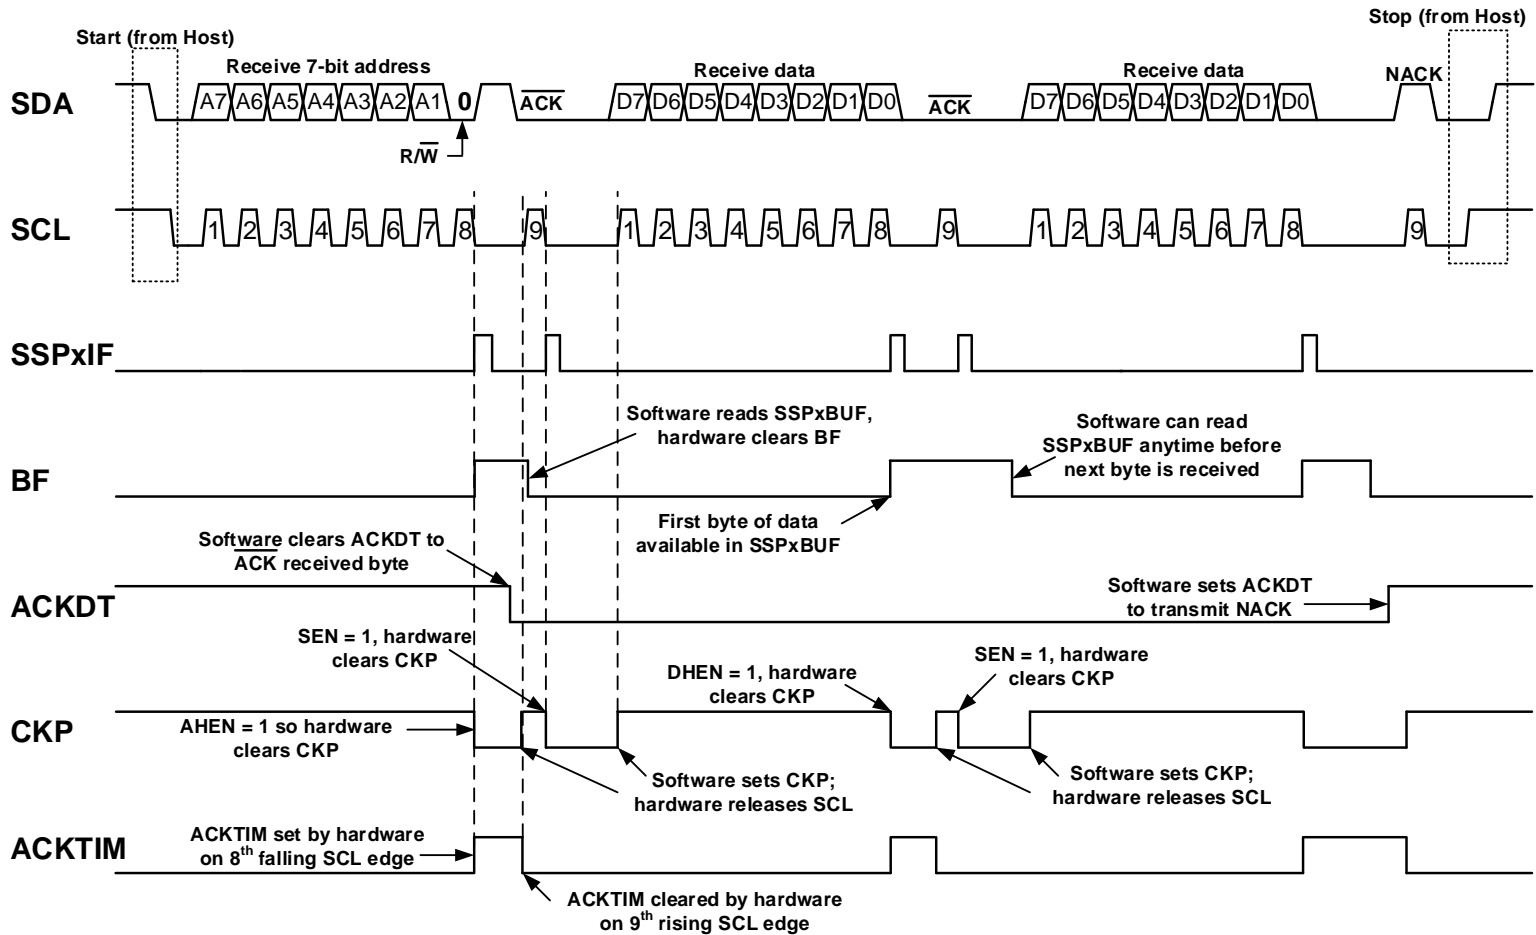 Start (from Host)
Stop (from Host)
Receive 7-bit address
Receive data
Receive data
NACK
SDA
A7 A6 A5 A4 A3 A2 A1 0
ACK
D7 D6 D5 D4 D3 D2 D1 D0
ACK
D7 D6 D5 D4 D3 D2 D1 D0
R/W
SCL
1 2 3 4 5 6 7 8 9
1 2 3 4 5 6 7 8 9
1 2 3 4 5 6 7 8 9
SSPxIF
Software reads SSPxBUF,
hardware clears BF
Software can read
SSPxBUF anytime before
next byte is received
BF
First byte of data
available in SSPxBUF
Software clears ACKDT to
ACK received byte
ACKDT
Software sets ACKDT
to transmit NACK
SEN = 1, hardware
clears CKP
DHEN = 1, hardware
clears CKP
SEN = 1, hardware
clears CKP
CKP
AHEN = 1 so hardware
clears CKP
Software sets CKP;
hardware releases SCL
Software sets CKP;
hardware releases SCL
ACKTIM
ACKTIM set by hardware
on 8th falling SCL edge
ACKTIM cleared by hardware
on 9th rising SCL edge